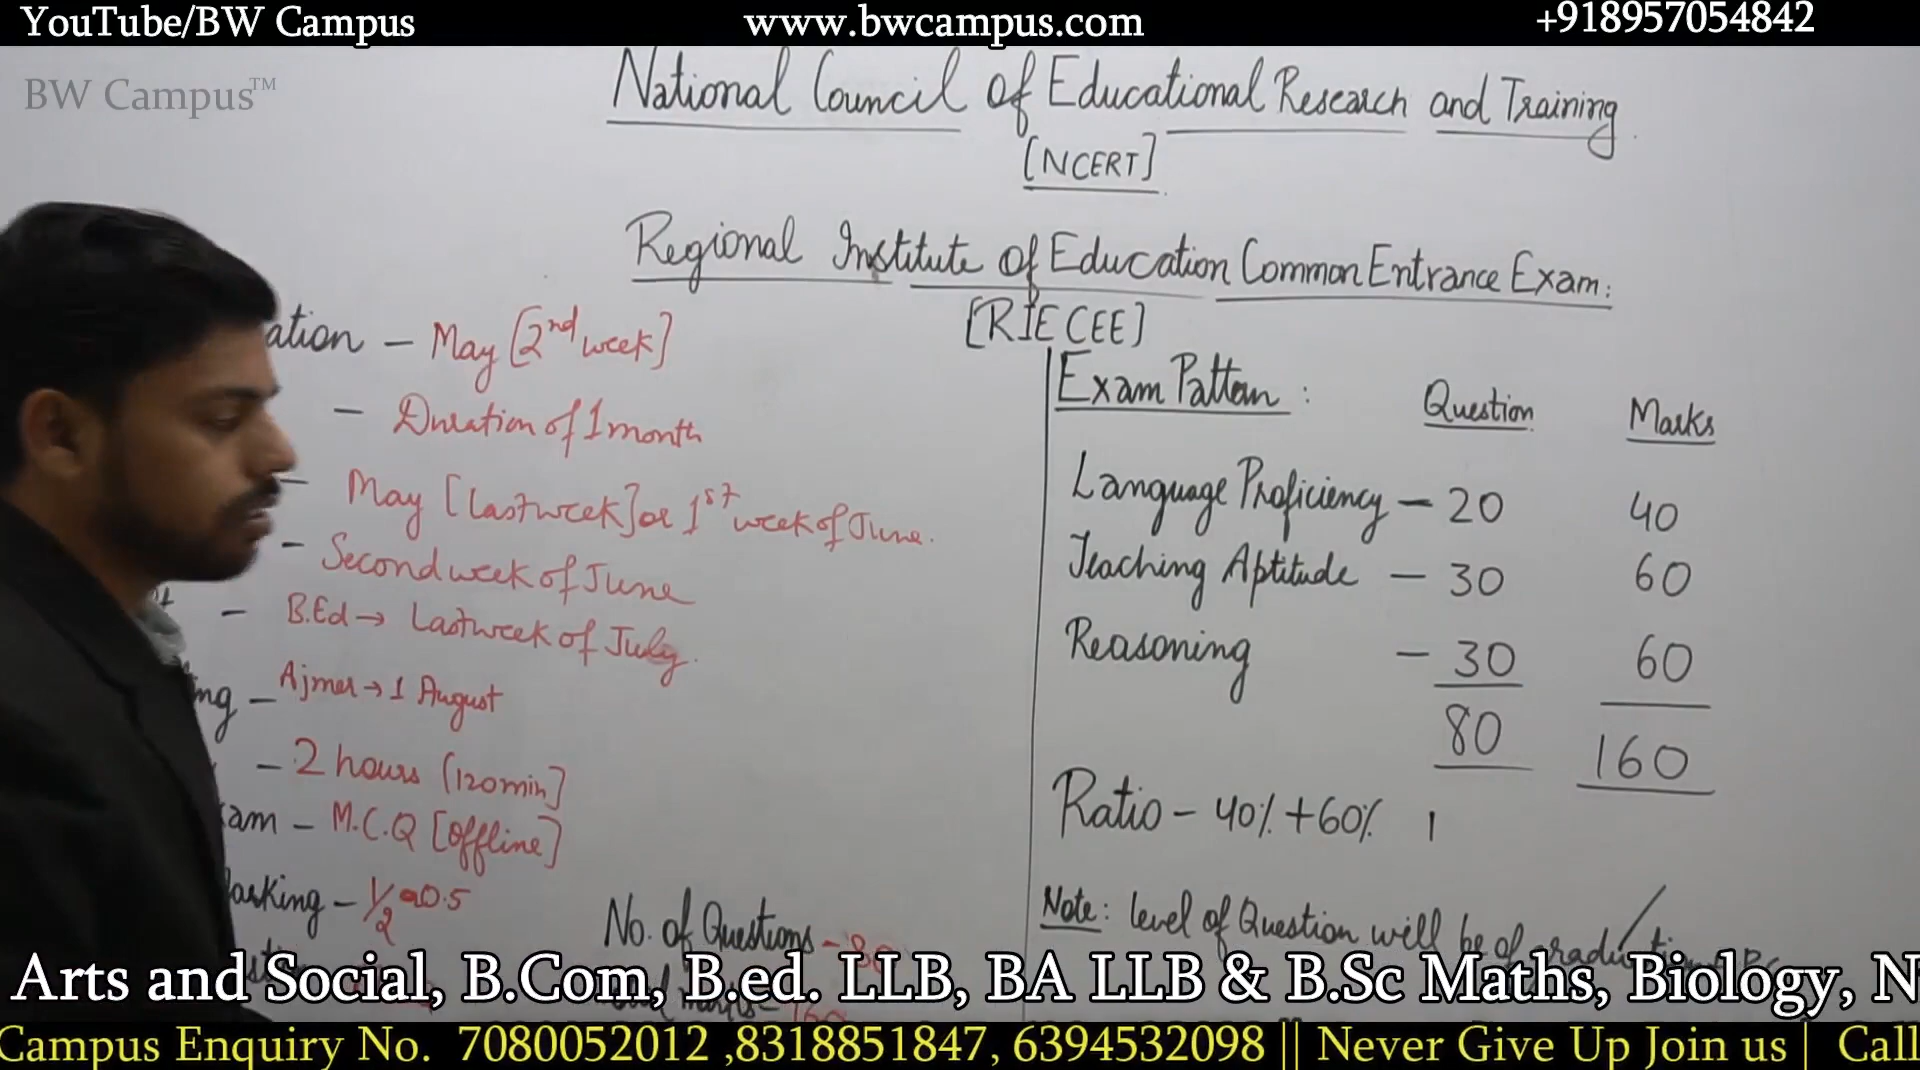 YouTube/BW Campus
www.bwcampus.com
+918957054842
BW Campus™
National Council of Educational Research and Training
[NCERT]
Regional Institute of Education Common Entrance Exam:
[RIE CEE]
ation - May [2nd week]
- Duration of 1 month
- May [last week] or 1st week of June.
- Second week of June
- B.Ed → Last week of July.
ng - Ajmer → 1 August
- 2 hours (120min]
am - M.C.Q [offline]
arking - 1/2 0.5
No. of Questions - 80
Total marks - 160
Exam Pattern : Question Marks
Language Proficiency - 20 40
Teaching Aptitude - 30 60
Reasoning - 30 60
80 160
Ratio - 40% + 60%
Note: level of Question will be of graduation
Arts and Social, B.Com, B.ed. LLB, BA LLB & B.Sc Maths, Biology, N
Campus Enquiry No. 7080052012 ,8318851847, 6394532098 || Never Give Up Join us | Call